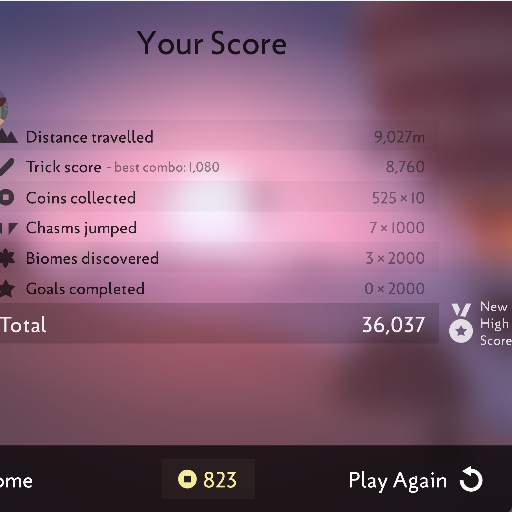 Your Score
Distance travelled 9,027m
Trick score - best combo: 1,080 8,760
Coins collected 525 × 10
Chasms jumped 7 × 1000
Biomes discovered 3 × 2000
Goals completed 0 × 2000
Total 36,037
New
High
Score
ome 823 Play Again